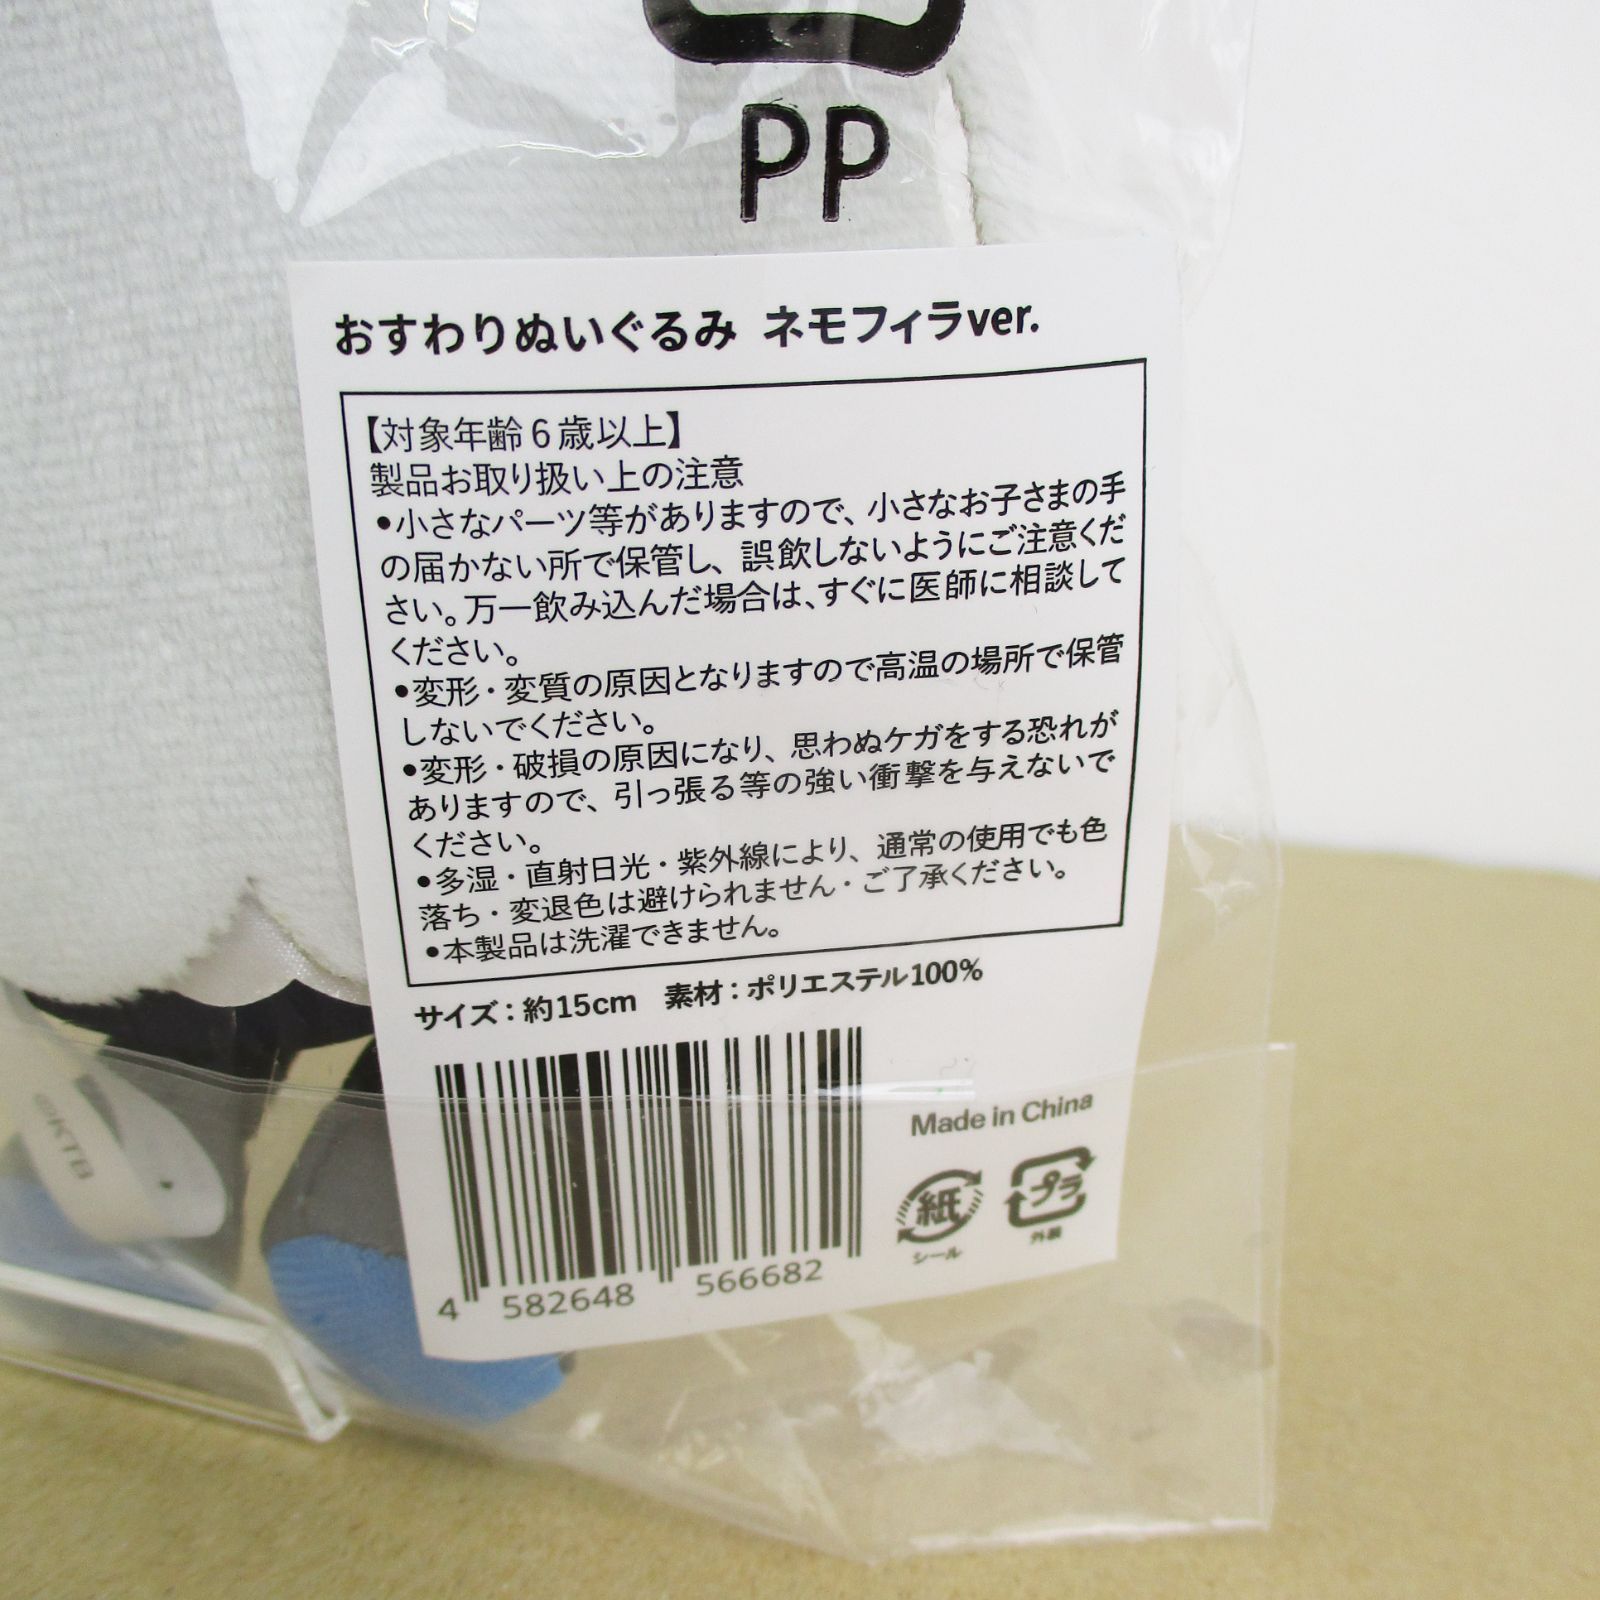 PP
おすわりぬいぐるみ ネモフィラver.
【対象年齢6歳以上】
製品お取り扱い上の注意
•小さなパーツ等がありますので、小さなお子さまの手
の届かない所で保管し、誤飲しないようにご注意くだ
さい。万一飲み込んだ場合は、すぐに医師に相談して
ください。
•変形・変質の原因となりますので高温の場所で保管
しないでください。
•変形・破損の原因になり、思わぬケガをする恐れが
ありますので、引っ張る等の強い衝撃を与えないで
ください。
•多湿・直射日光・紫外線により、通常の使用でも色
落ち・変退色は避けられません・ご了承ください。
•本製品は洗濯できません。
サイズ：約15cm 素材：ポリエステル100%
Made in China
紙
シール
プラ
外装
4 582648 566682
©KTB